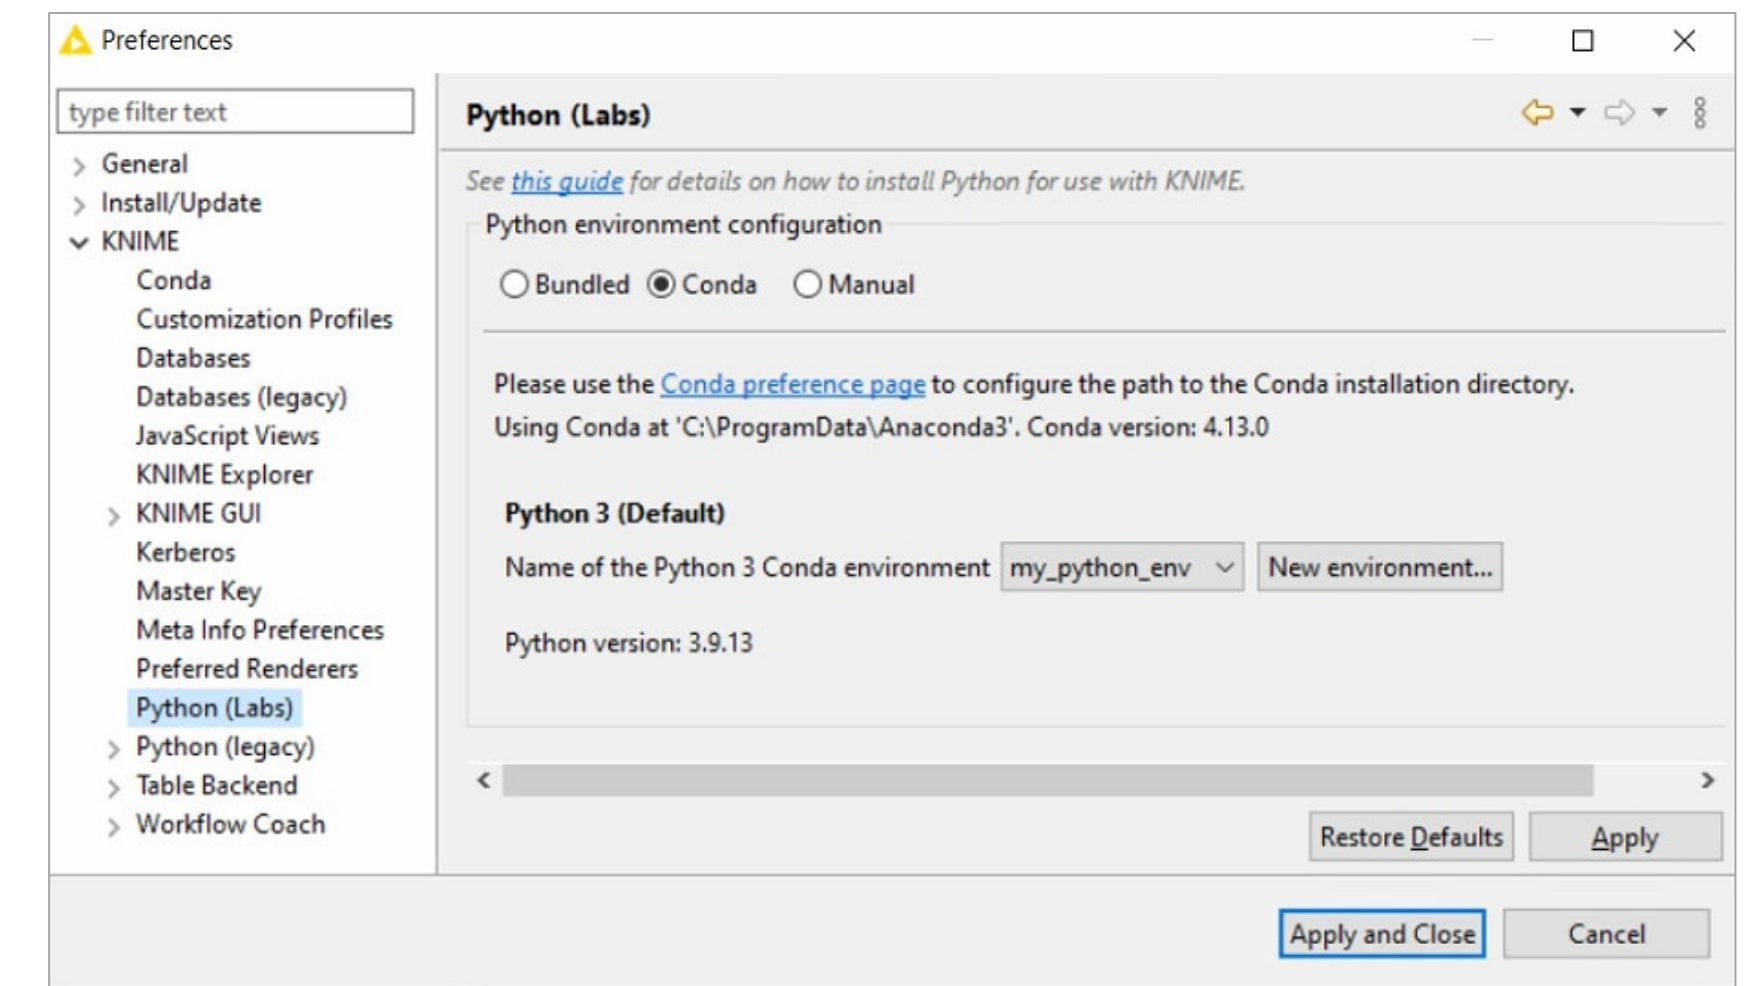 Preferences
type filter text
General
Install/Update
KNIME
Conda
Customization Profiles
Databases
Databases (legacy)
JavaScript Views
KNIME Explorer
KNIME GUI
Kerberos
Master Key
Meta Info Preferences
Preferred Renderers
Python (Labs)
Python (legacy)
Table Backend
Workflow Coach
Python (Labs)
See this guide for details on how to install Python for use with KNIME.
Python environment configuration
Bundled Conda Manual
Please use the Conda preference page to configure the path to the Conda installation directory.
Using Conda at 'C:\ProgramData\Anaconda3'. Conda version: 4.13.0
Python 3 (Default)
Name of the Python 3 Conda environment my_python_env New environment...
Python version: 3.9.13
Restore Defaults Apply
Apply and Close Cancel